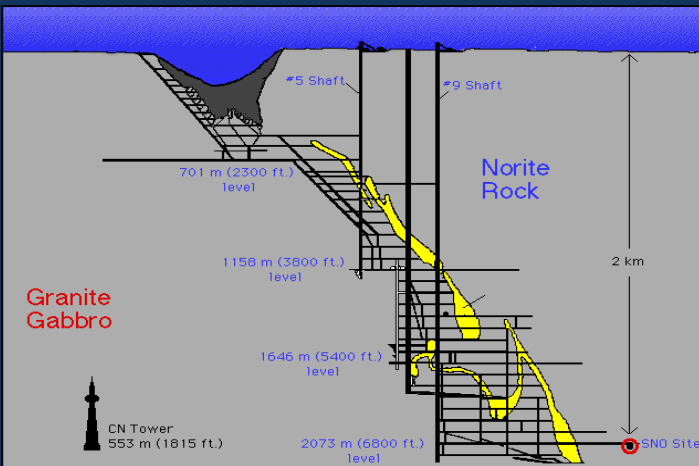 #5 Shaft
#9 Shaft
Norite
Rock
701 m (2300 ft.)
level
1158 m (3800 ft.)
level
2 km
Granite
Gabbro
1646 m (5400 ft.)
level
CN Tower
553 m (1815 ft.)
2073 m (6800 ft.)
level
SNO Site